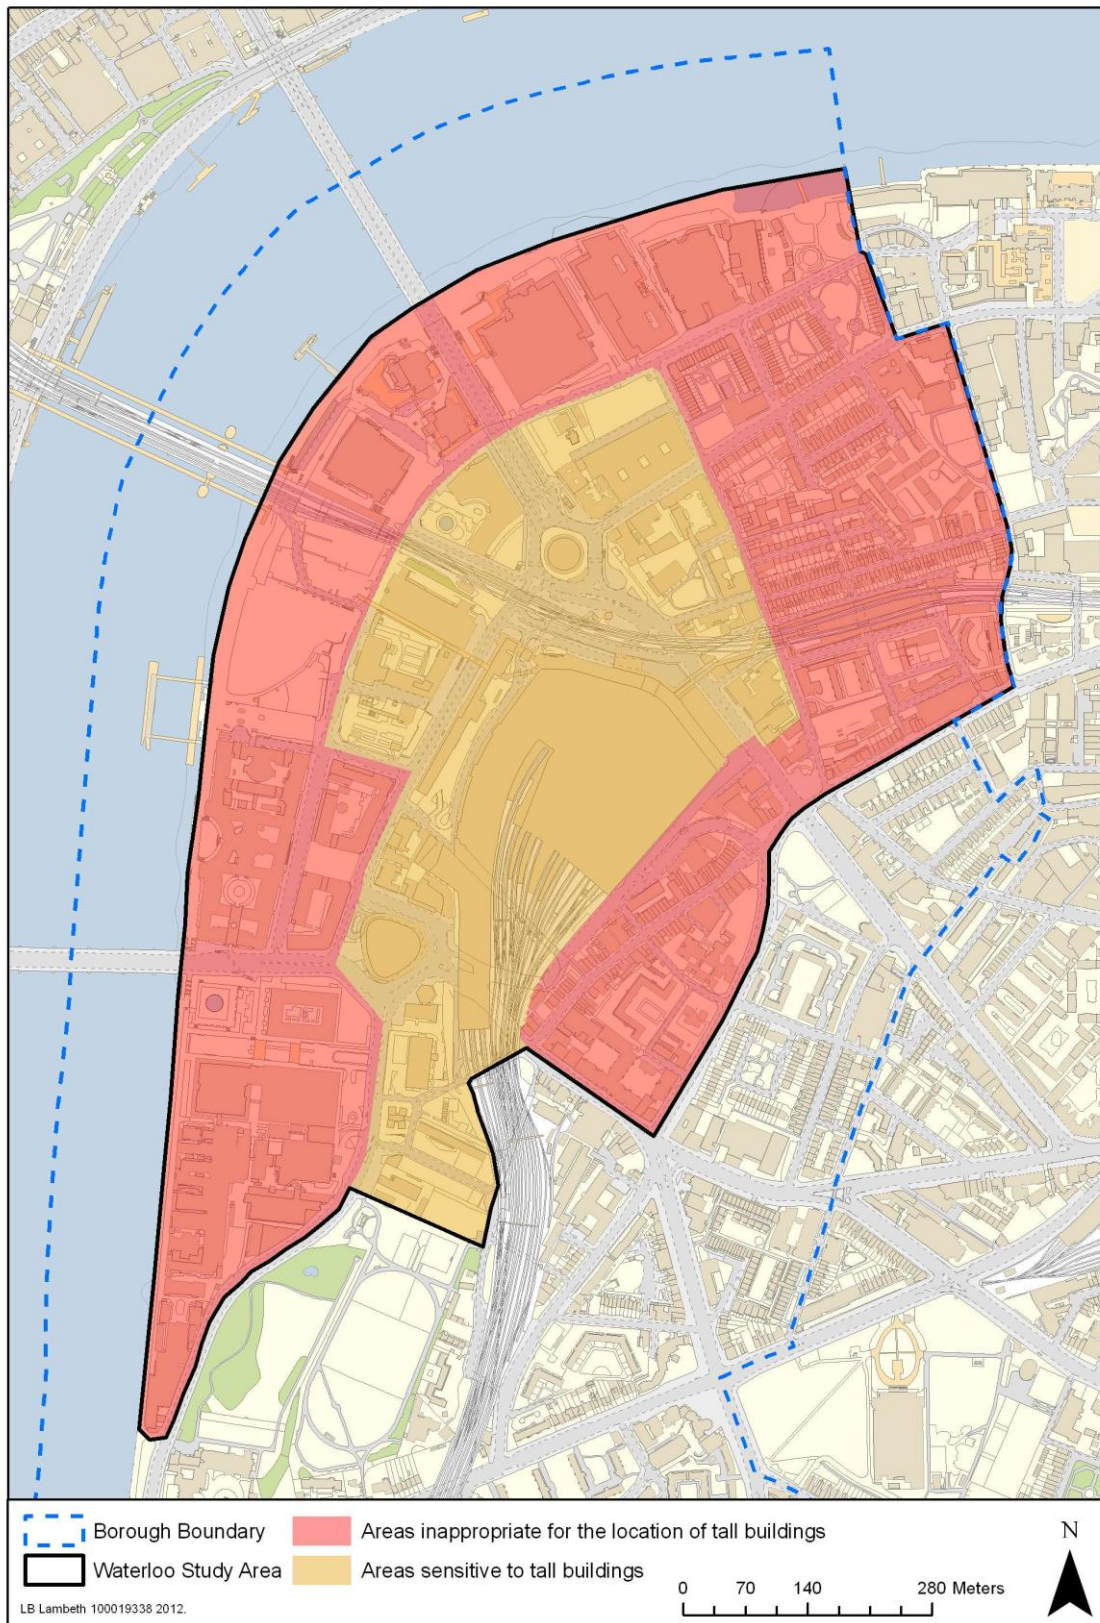 Borough Boundary
Areas inappropriate for the location of tall buildings
Waterloo Study Area
Areas sensitive to tall buildings
N
0 70 140 280 Meters
LB Lambeth 100019338 2012.